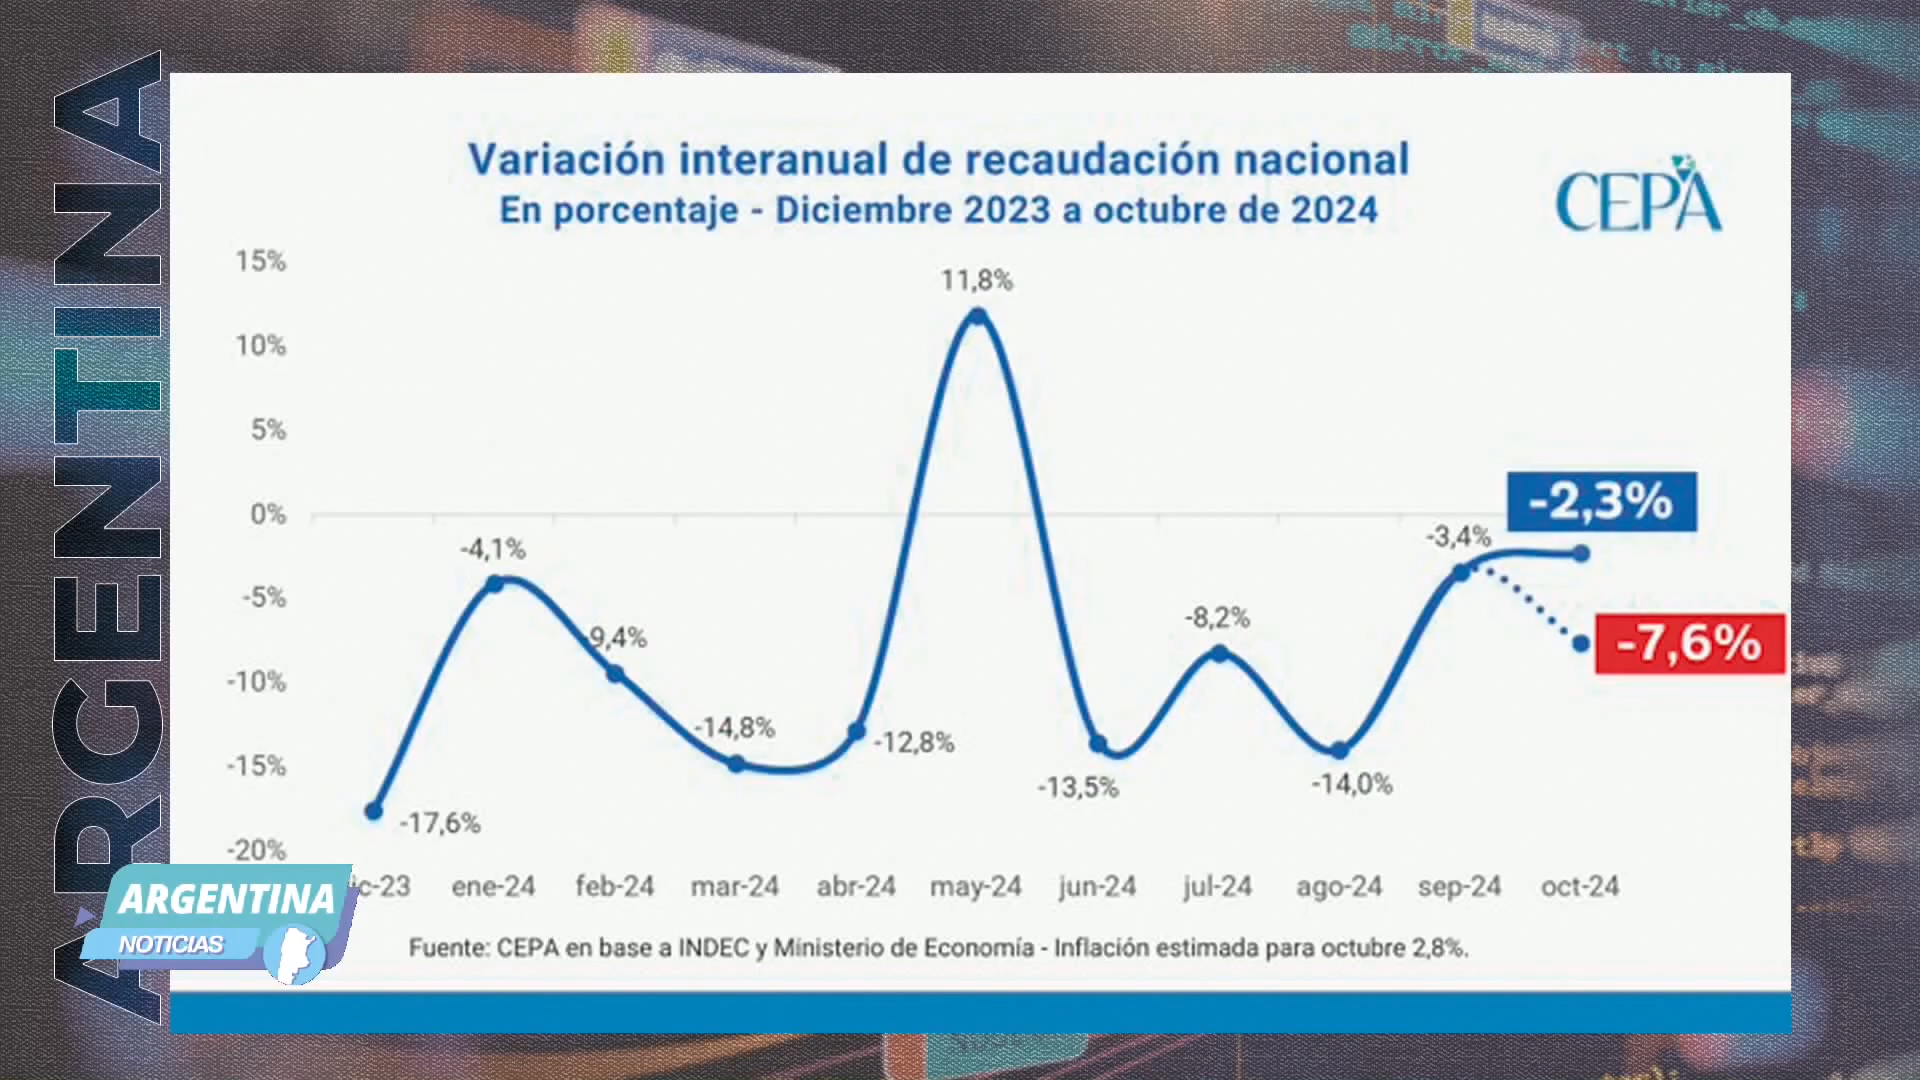 ARGENTINA
Variación interanual de recaudación nacional
En porcentaje - Diciembre 2023 a octubre de 2024
CEPA
15%
10%
5%
0%
-5%
-10%
-15%
-20%
-17,6%
-4,1%
-9,4%
-14,8%
-12,8%
11,8%
-13,5%
-8,2%
-14,0%
-3,4%
-2,3%
-7,6%
ic-23 ene-24 feb-24 mar-24 abr-24 may-24 jun-24 jul-24 ago-24 sep-24 oct-24
Fuente: CEPA en base a INDEC y Ministerio de Economía - Inflación estimada para octubre 2,8%.
ARGENTINA
NOTICIAS